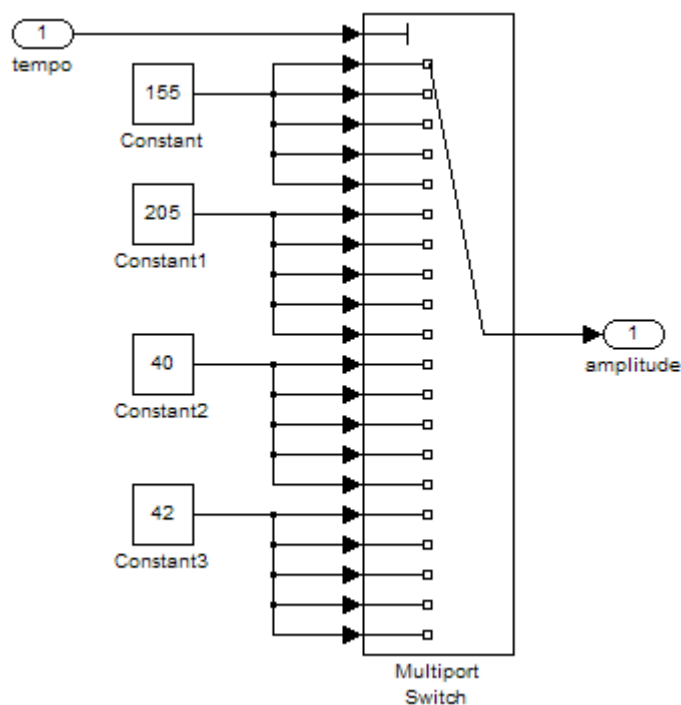 1
tempo
155
Constant
205
Constant1
40
Constant2
42
Constant3
1
amplitude
Multiport
Switch